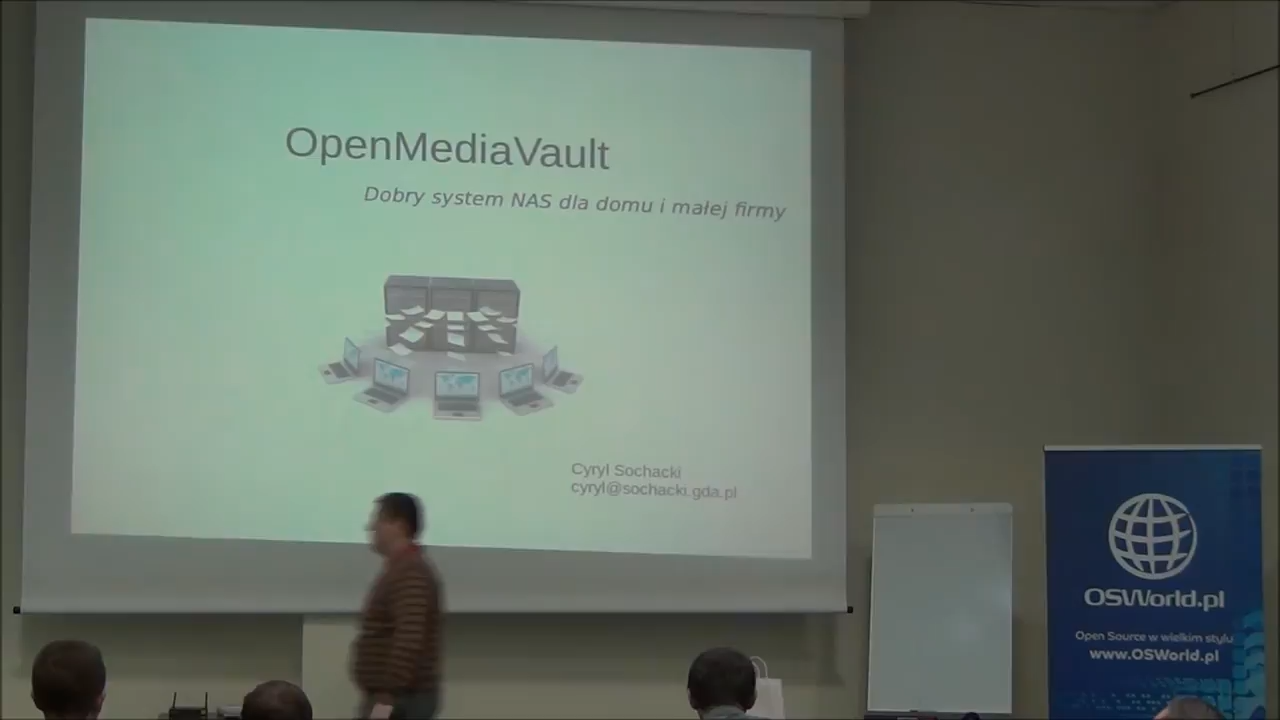 OpenMediaVault
Dobry system NAS dla domu i małej firmy
Cyryl Sochacki
cyryl@sochacki.gda.pl
OSWorld.pl
Open Source w wielkim stylu
www.OSWorld.pl